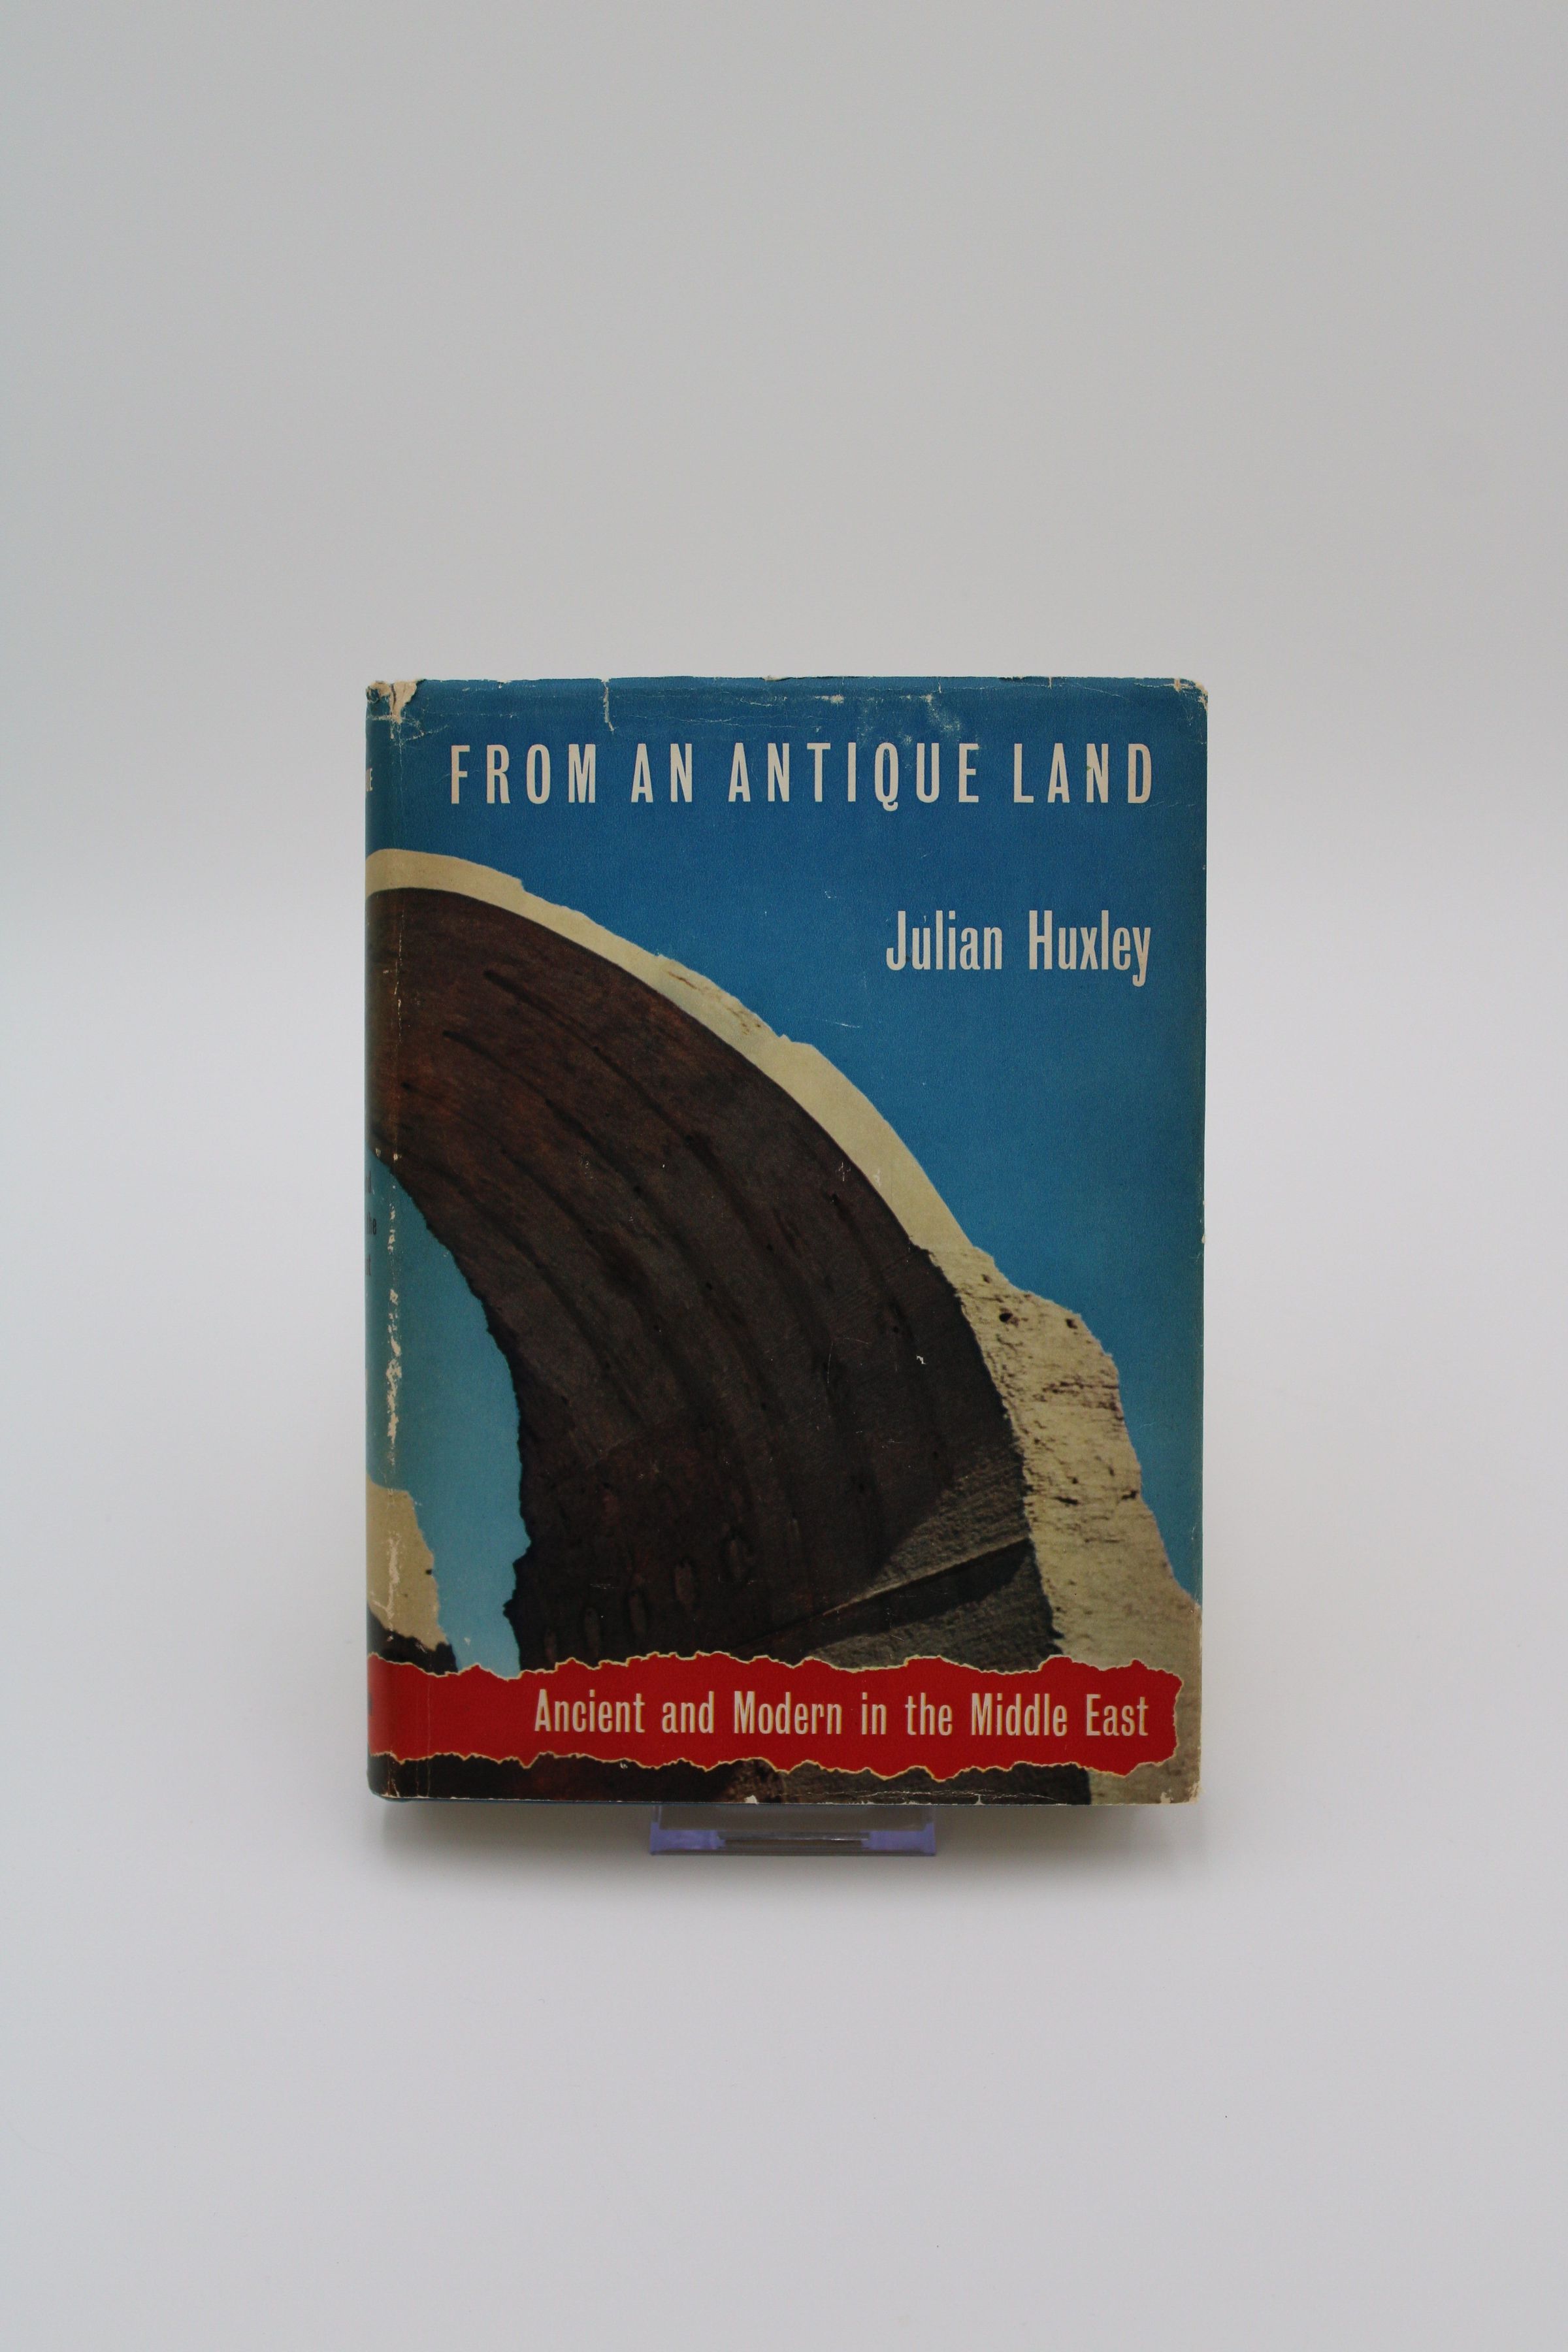 FROM AN ANTIQUE LAND
Julian Huxley
Ancient and Modern in the Middle East